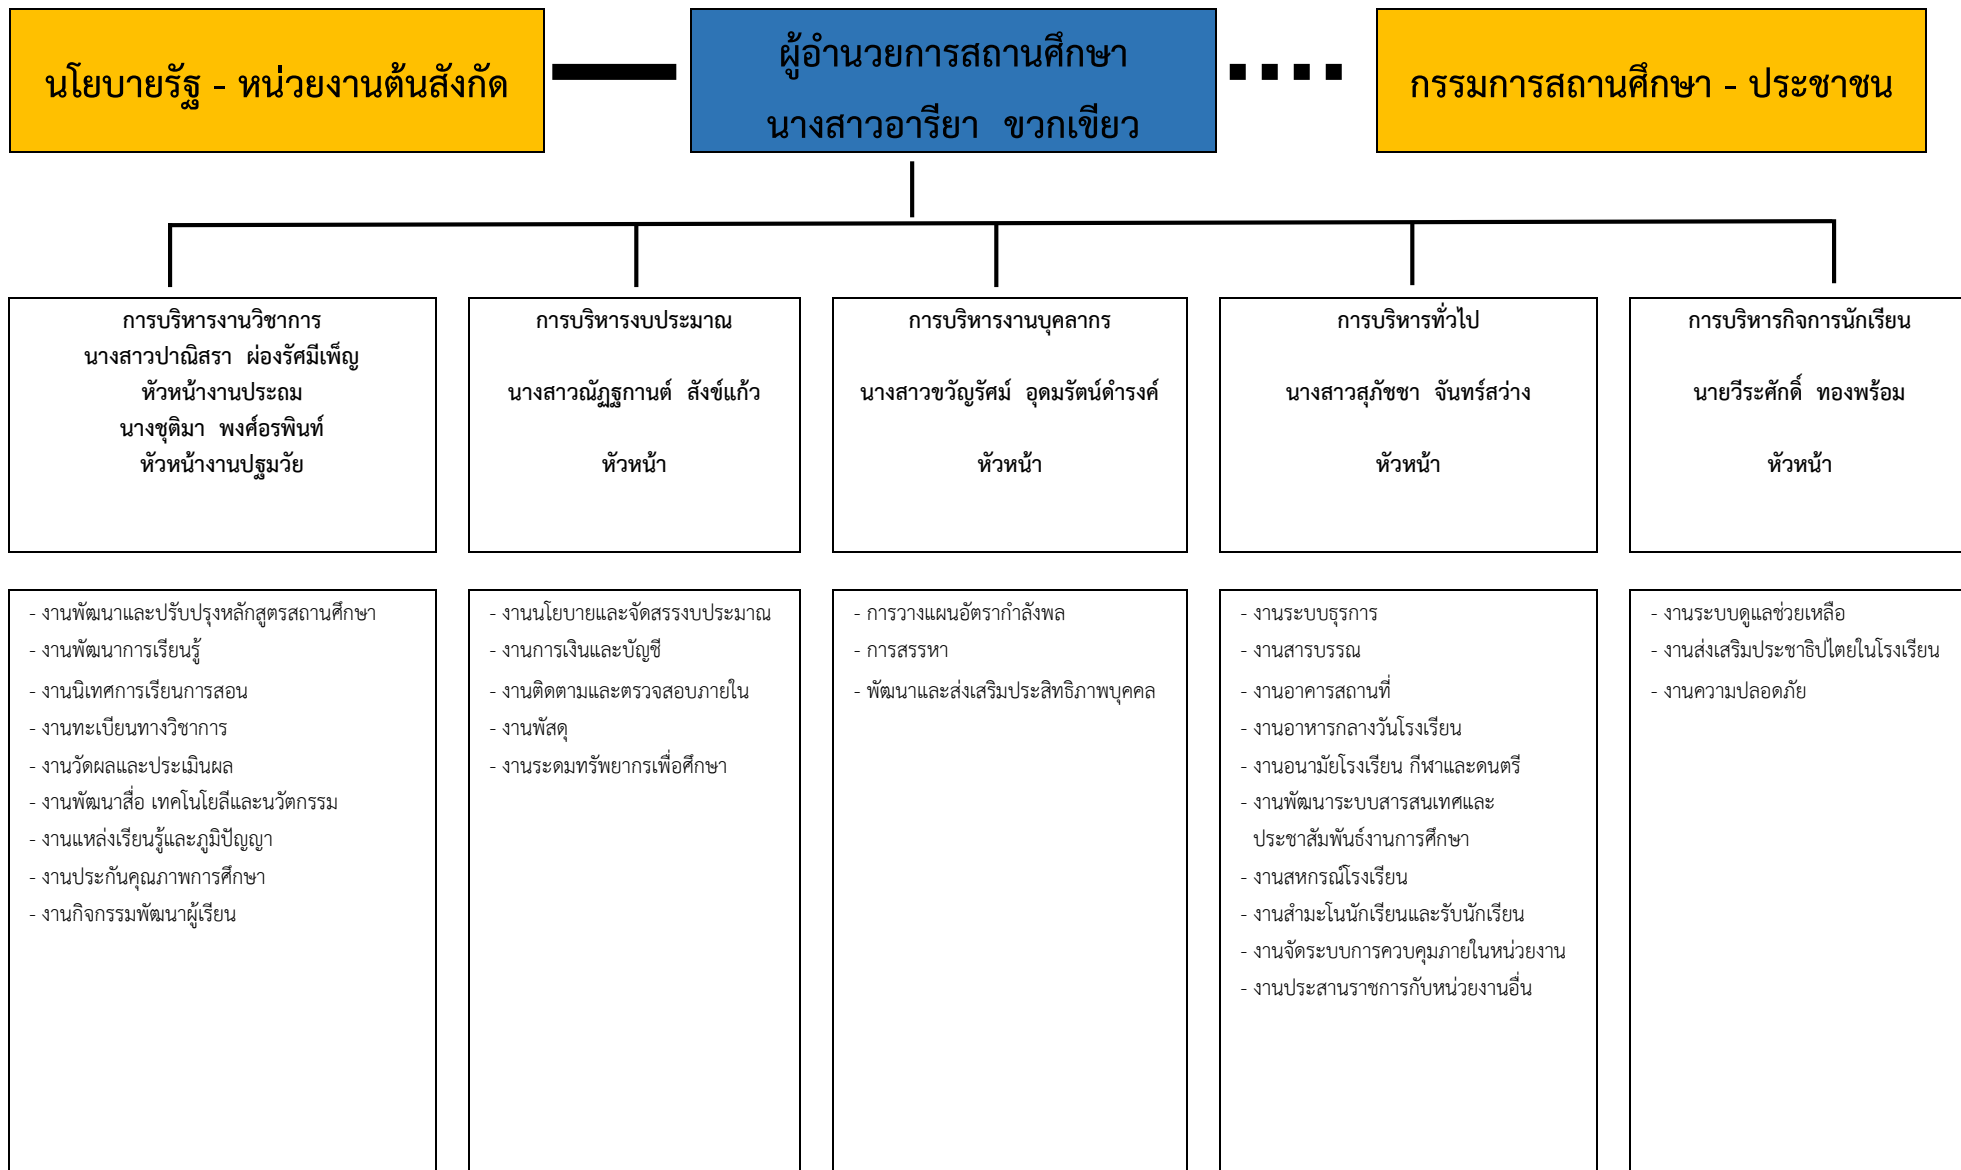 นโยบายรัฐ - หน่วยงานต้นสังกัด
ผู้อำนวยการสถานศึกษา
นางสาวอารียา ขวกเขียว
กรรมการสถานศึกษา - ประชาชน
การบริหารงานวิชาการ
นางสาวปาณิสรา ผ่องรัศมีเพ็ญ
หัวหน้างานประถม
นางชุติมา พงศ์อรพินท์
หัวหน้างานปฐมวัย
การบริหารงบประมาณ
นางสาวณัฏฐกานต์ สังข์แก้ว
หัวหน้า
การบริหารงานบุคลากร
นางสาวขวัญรัศม์ อุดมรัตน์ดำรงค์
หัวหน้า
การบริหารทั่วไป
นางสาวสุภัชชา จันทร์สว่าง
หัวหน้า
การบริหารกิจการนักเรียน
นายวีระศักดิ์ ทองพร้อม
หัวหน้า
- งานพัฒนาและปรับปรุงหลักสูตรสถานศึกษา
- งานพัฒนาการเรียนรู้
- งานนิเทศการเรียนการสอน
- งานทะเบียนทางวิชาการ
- งานวัดผลและประเมินผล
- งานพัฒนาสื่อ เทคโนโยลีและนวัตกรรม
- งานแหล่งเรียนรู้และภูมิปัญญา
- งานประกันคุณภาพการศึกษา
- งานกิจกรรมพัฒนาผู้เรียน
- งานนโยบายและจัดสรรงบประมาณ
- งานการเงินและบัญชี
- งานติดตามและตรวจสอบภายใน
- งานพัสดุ
- งานระดมทรัพยากรเพื่อศึกษา
- การวางแผนอัตรากำลังพล
- การสรรหา
- พัฒนาและส่งเสริมประสิทธิภาพบุคคล
- งานระบบธุรการ
- งานสารบรรณ
- งานอาคารสถานที่
- งานอาหารกลางวันโรงเรียน
- งานอนามัยโรงเรียน กีฬาและดนตรี
- งานพัฒนาระบบสารสนเทศและ
ประชาสัมพันธ์งานการศึกษา
- งานสหกรณ์โรงเรียน
- งานสำมะโนนักเรียนและรับนักเรียน
- งานจัดระบบการควบคุมภายในหน่วยงาน
- งานประสานราชการกับหน่วยงานอื่น
- งานระบบดูแลช่วยเหลือ
- งานส่งเสริมประชาธิปไตยในโรงเรียน
- งานความปลอดภัย